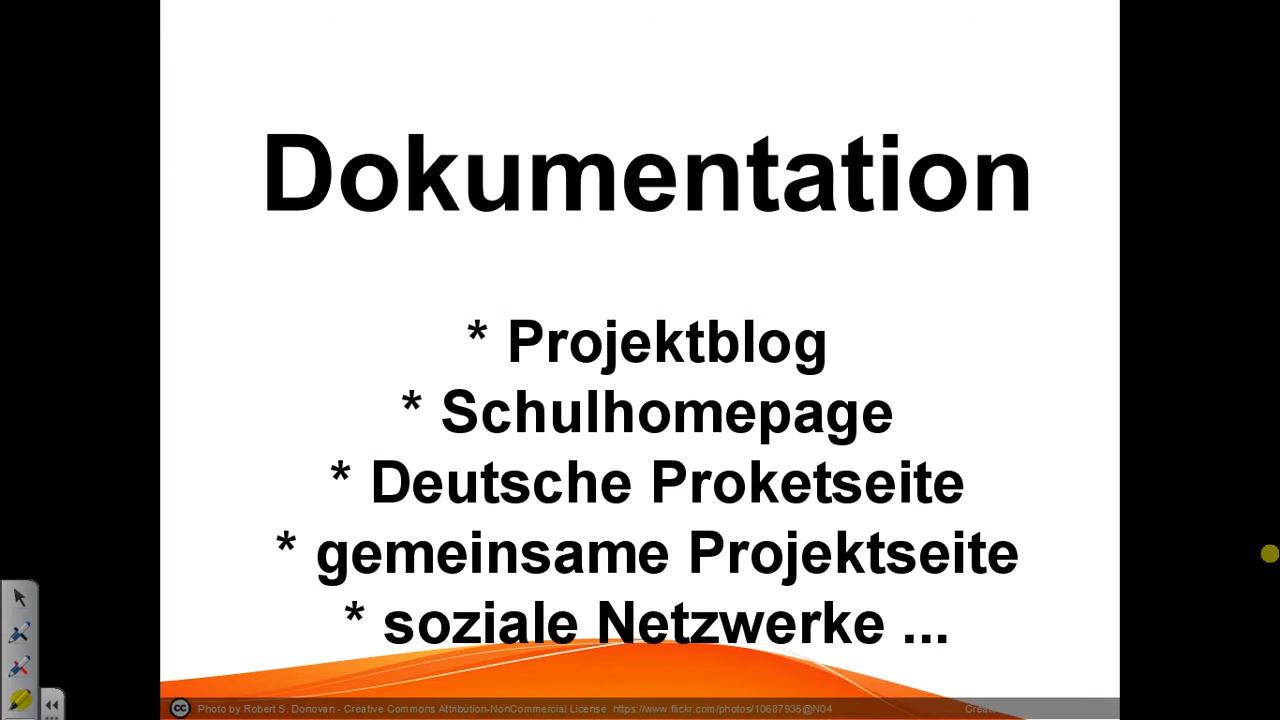 Dokumentation
* Projektblog
* Schulhomepage
* Deutsche Proketseite
* gemeinsame Projektseite
* soziale Netzwerke ...
Photo by Robert S. Donovan - Creative Commons Attribution-NonCommercial License https://www.flickr.com/photos/10687935@N04